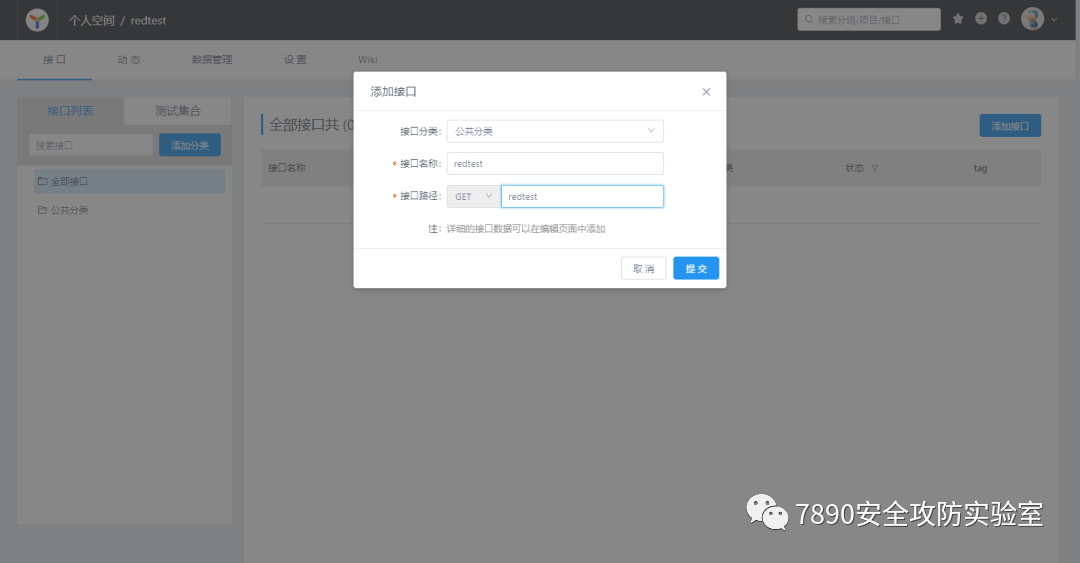 个人空间 / redtest
搜索分组/项目/接口
接 口
动 态
数据管理
设 置
Wiki
接口列表
测试集合
搜索接口
添加分类
全部接口
公共分类
全部接口共 (0
添加接口
接口名称
状态
tag
添加接口
接口分类:
公共分类
* 接口名称:
redtest
* 接口路径:
GET
redtest
注: 详细的接口数据可以在编辑页面中添加
取 消
提 交
7890安全攻防实验室